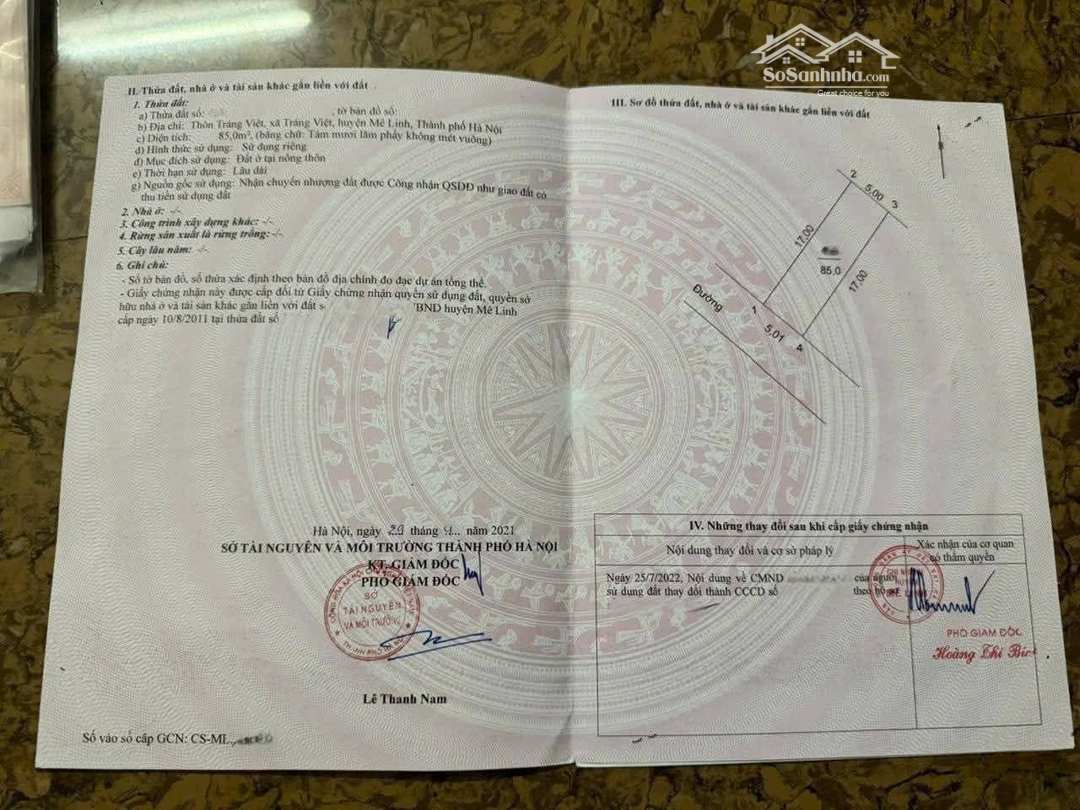 SoSanhnha.com
Great choice for you
II. Thửa đất, nhà ở và tài sản khác gắn liền với đất
1. Thửa đất:
a) Thửa đất số: tờ bản đồ số:
b) Địa chỉ: Thôn Tráng Việt, xã Tráng Việt, huyện Mê Linh, Thành phố Hà Nội
c) Diện tích: 85,0m², (bằng chữ: Tám mươi lăm phẩy không mét vuông)
d) Hình thức sử dụng: Sử dụng riêng
đ) Mục đích sử dụng: Đất ở tại nông thôn
e) Thời hạn sử dụng: Lâu dài
g) Nguồn gốc sử dụng: Nhận chuyển nhượng đất được Công nhận QSDĐ như giao đất có
thu tiền sử dụng đất
2. Nhà ở: -/-
3. Công trình xây dựng khác: -/-
4. Rừng sản xuất là rừng trồng: -/-
5. Cây lâu năm: -/-
6. Ghi chú:
- Số tờ bản đồ, số thửa xác định theo bản đồ địa chính đo đạc dự án tổng thể.
- Giấy chứng nhận này được cấp đổi từ Giấy chứng nhận quyền sử dụng đất, quyền sở
hữu nhà ở và tài sản khác gắn liền với đất s BND huyện Mê Linh
cấp ngày 10/8/2011 tại thửa đất số
Hà Nội, ngày 29 tháng 4 năm 2021
SỞ TÀI NGUYÊN VÀ MÔI TRƯỜNG THÀNH PHỐ HÀ NỘI
KT. GIÁM ĐỐC
PHÓ GIÁM ĐỐC
SỞ
TÀI NGUYÊN
VÀ MÔI TRƯỜNG
Lê Thanh Nam
Số vào sổ cấp GCN: CS-ML
III. Sơ đồ thửa đất, nhà ở và tài sản khác gắn liền với đất
B
2
5,00
3
17,00
85,0
17,00
Đường
1
5,01
4
IV. Những thay đổi sau khi cấp giấy chứng nhận
Nội dung thay đổi và cơ sở pháp lý
Xác nhận của cơ quan
có thẩm quyền
Ngày 25/7/2022, Nội dung về CMND của người
sử dụng đất thay đổi thành CCCD số theo hồ sơ
PHÓ GIÁM ĐỐC
Hoàng Thị Bíc